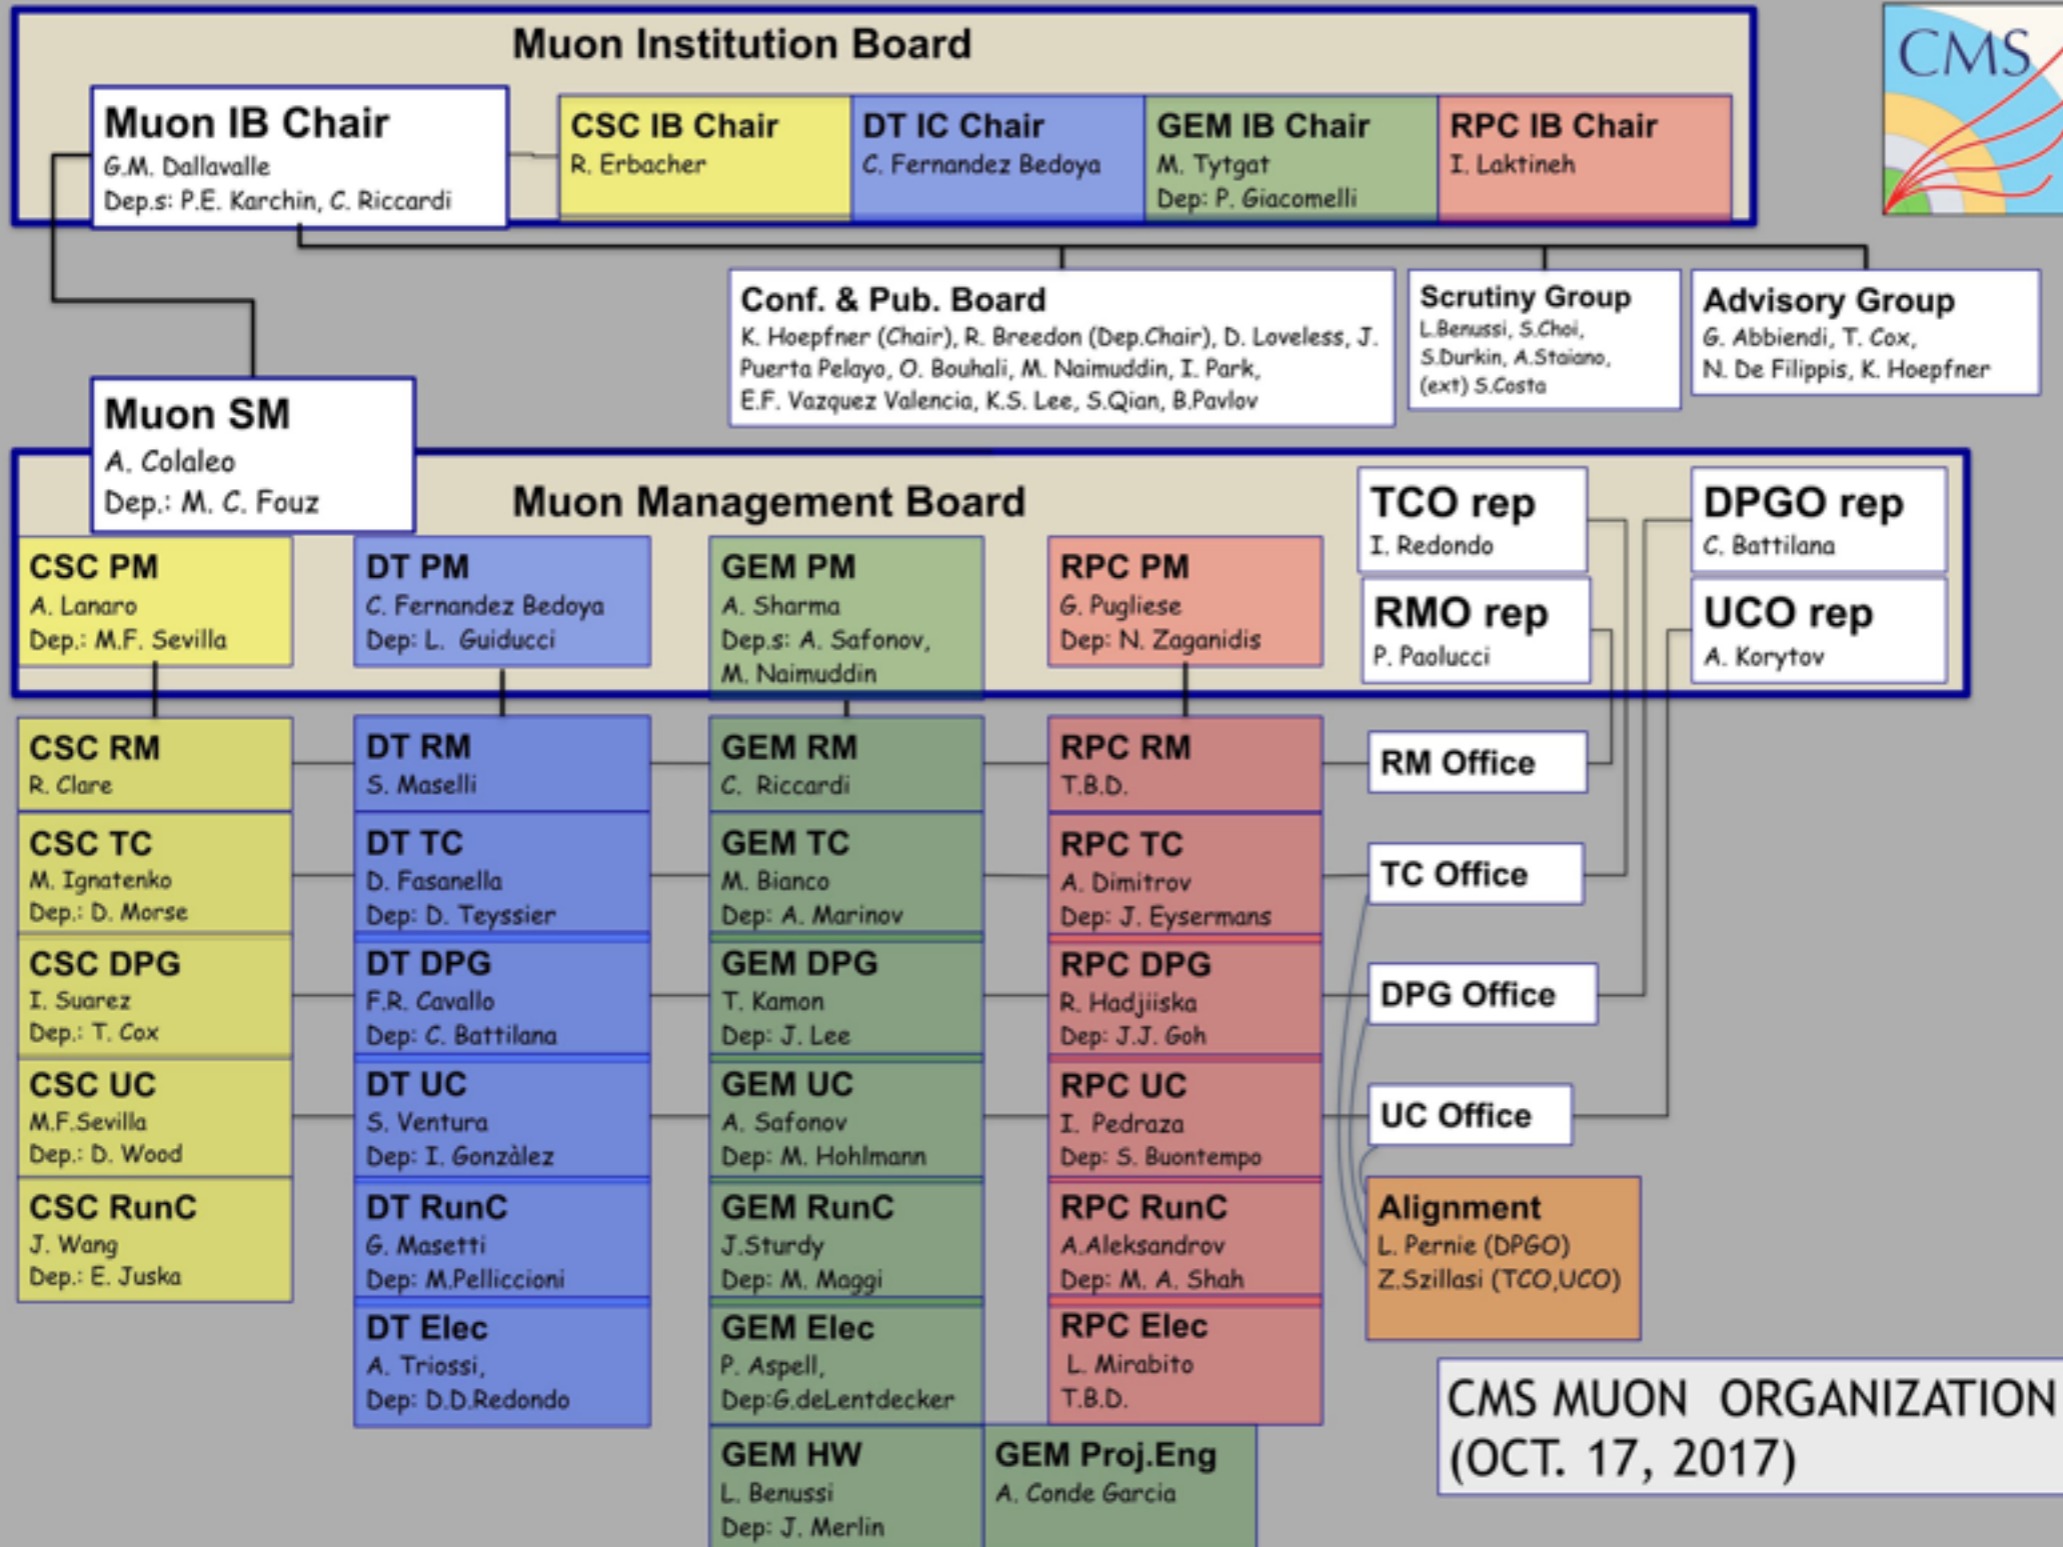 Muon Institution Board
CMS
Muon IB Chair
G.M. Dallavalle
Dep.s: P.E. Karchin, C. Riccardi
CSC IB Chair
R. Erbacher
DT IC Chair
C. Fernandez Bedoya
GEM IB Chair
M. Tytgat
Dep: P. Giacomelli
RPC IB Chair
I. Laktineh
Conf. & Pub. Board
K. Hoepfner (Chair), R. Breedon (Dep.Chair), D. Loveless, J.
Puerta Pelayo, O. Bouhali, M. Naimuddin, I. Park,
E.F. Vazquez Valencia, K.S. Lee, S.Qian, B.Pavlov
Scrutiny Group
L.Benussi, S.Choi,
S.Durkin, A.Staiano,
(ext) S.Costa
Advisory Group
G. Abbiendi, T. Cox,
N. De Filippis, K. Hoepfner
Muon SM
A. Colaleo
Dep.: M. C. Fouz
Muon Management Board
TCO rep
I. Redondo
DPGO rep
C. Battilana
RMO rep
P. Paolucci
UCO rep
A. Korytov
CSC PM
A. Lanaro
Dep.: M.F. Sevilla
DT PM
C. Fernandez Bedoya
Dep: L. Guiducci
GEM PM
A. Sharma
Dep.s: A. Safonov,
M. Naimuddin
RPC PM
G. Pugliese
Dep: N. Zaganidis
CSC RM
R. Clare
DT RM
S. Maselli
GEM RM
C. Riccardi
RPC RM
T.B.D.
RM Office
CSC TC
M. Ignatenko
Dep.: D. Morse
DT TC
D. Fasanella
Dep: D. Teyssier
GEM TC
M. Bianco
Dep: A. Marinov
RPC TC
A. Dimitrov
Dep: J. Eysermans
TC Office
CSC DPG
I. Suarez
Dep.: T. Cox
DT DPG
F.R. Cavallo
Dep: C. Battilana
GEM DPG
T. Kamon
Dep: J. Lee
RPC DPG
R. Hadjiiska
Dep: J.J. Goh
DPG Office
CSC UC
M.F.Sevilla
Dep.: D. Wood
DT UC
S. Ventura
Dep: I. Gonzàlez
GEM UC
A. Safonov
Dep: M. Hohlmann
RPC UC
I. Pedraza
Dep: S. Buontempo
UC Office
CSC RunC
J. Wang
Dep.: E. Juska
DT RunC
G. Masetti
Dep: M.Pelliccioni
GEM RunC
J.Sturdy
Dep: M. Maggi
RPC RunC
A.Aleksandrov
Dep: M. A. Shah
Alignment
L. Pernie (DPGO)
Z.Szillasi (TCO,UCO)
DT Elec
A. Triossi,
Dep: D.D.Redondo
GEM Elec
P. Aspell,
Dep:G.deLentdecker
RPC Elec
L. Mirabito
T.B.D.
GEM HW
L. Benussi
Dep: J. Merlin
GEM Proj.Eng
A. Conde Garcia
CMS MUON ORGANIZATION
(OCT. 17, 2017)